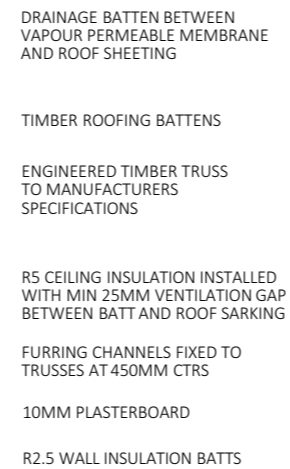 DRAINAGE BATTEN BETWEEN
VAPOUR PERMEABLE MEMBRANE
AND ROOF SHEETING
TIMBER ROOFING BATTENS
ENGINEERED TIMBER TRUSS
TO MANUFACTURERS
SPECIFICATIONS
R5 CEILING INSULATION INSTALLED
WITH MIN 25MM VENTILATION GAP
BETWEEN BATT AND ROOF SARKING
FURRING CHANNELS FIXED TO
TRUSSES AT 450MM CTRS
10MM PLASTERBOARD
R2.5 WALL INSULATION BATTS